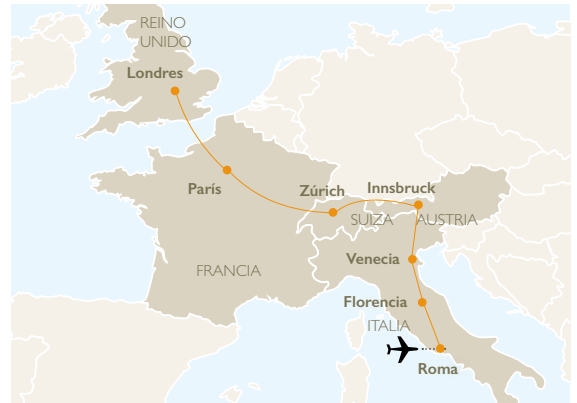 REINO
UNIDO
Londres
París
Zúrich
Innsbruck
SUIZA
AUSTRIA
Venecia
FRANCIA
Florencia
ITALIA
Roma